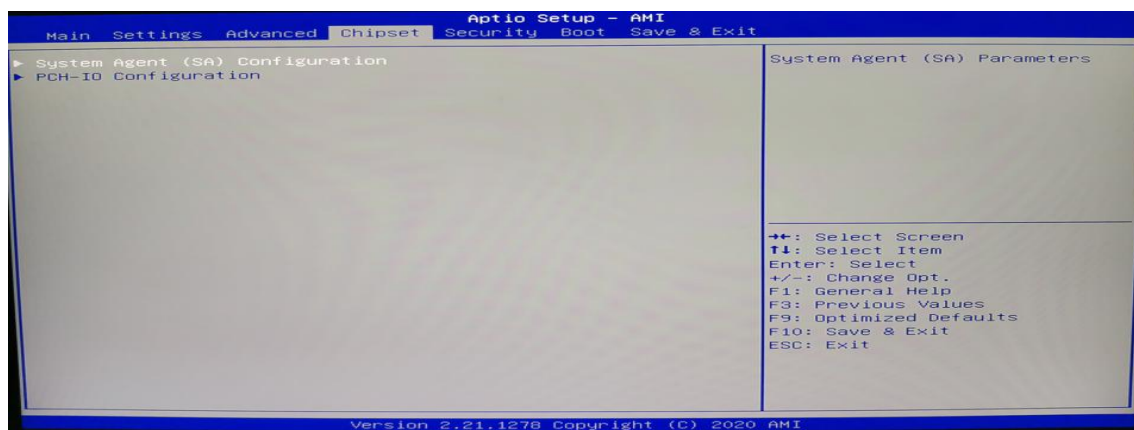 Aptio Setup – AMI
Main Settings Advanced Chipset Security Boot Save & Exit
► System Agent (SA) Configuration
► PCH-IO Configuration
System Agent (SA) Parameters
→←: Select Screen
↑↓: Select Item
Enter: Select
+/-: Change Opt.
F1: General Help
F3: Previous Values
F9: Optimized Defaults
F10: Save & Exit
ESC: Exit
Version 2.21.1278 Copyright (C) 2020 AMI